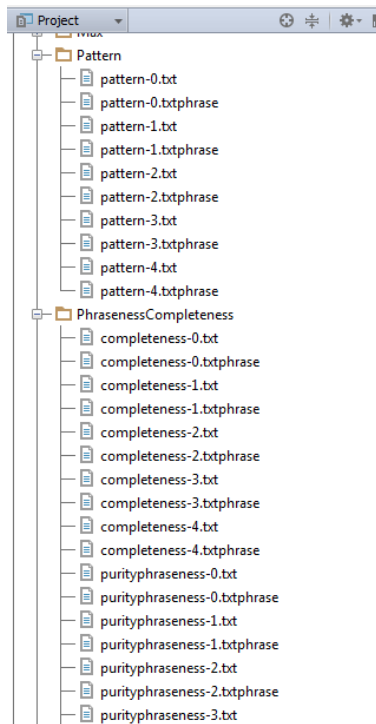 Project
Max
Pattern
pattern-0.txt
pattern-0.txtphrase
pattern-1.txt
pattern-1.txtphrase
pattern-2.txt
pattern-2.txtphrase
pattern-3.txt
pattern-3.txtphrase
pattern-4.txt
pattern-4.txtphrase
PhrasenessCompleteness
completeness-0.txt
completeness-0.txtphrase
completeness-1.txt
completeness-1.txtphrase
completeness-2.txt
completeness-2.txtphrase
completeness-3.txt
completeness-3.txtphrase
completeness-4.txt
completeness-4.txtphrase
purityphraseness-0.txt
purityphraseness-0.txtphrase
purityphraseness-1.txt
purityphraseness-1.txtphrase
purityphraseness-2.txt
purityphraseness-2.txtphrase
purityphraseness-3.txt